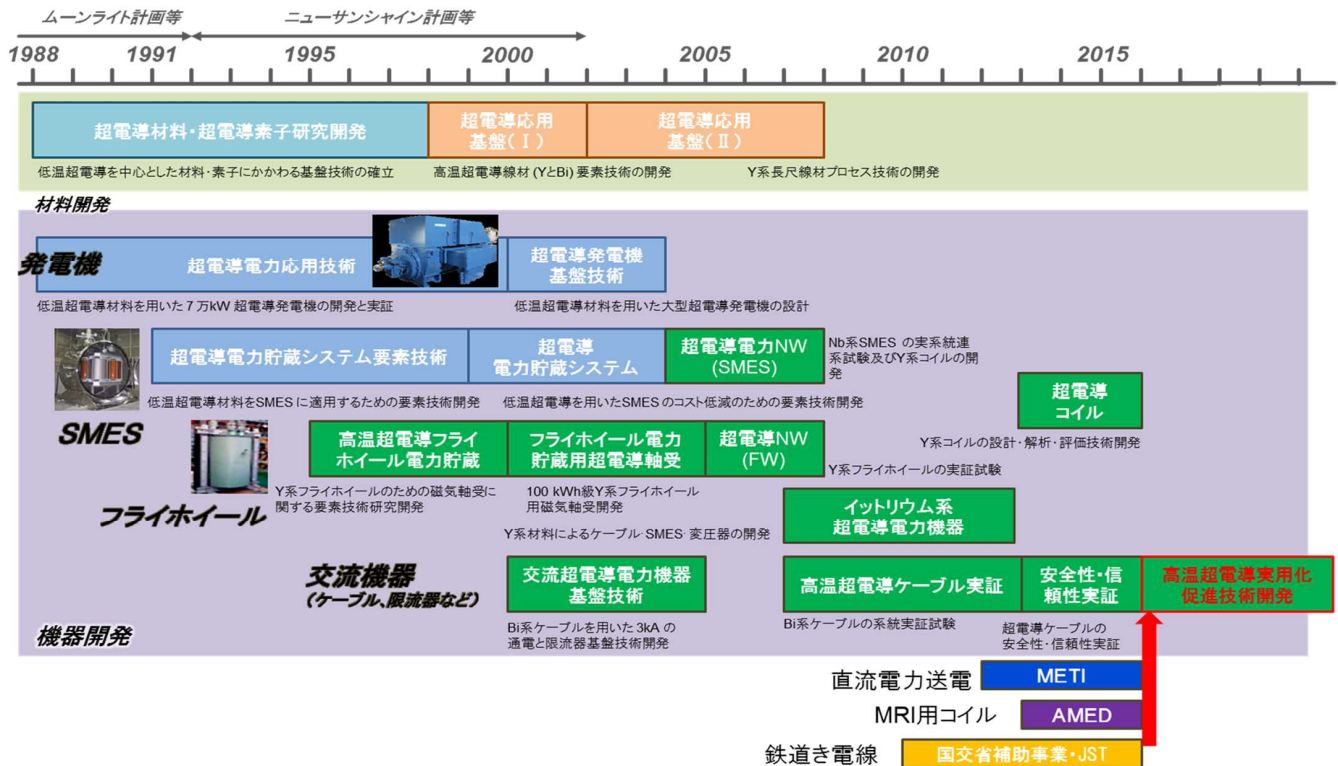 ムーンライト計画等
ニューサンシャイン計画等
1988
1991
1995
2000
2005
2010
2015
超電導材料・超電導素子研究開発
超電導応用
基盤(Ⅰ)
超電導応用
基盤(Ⅱ)
低温超電導を中心とした材料・素子にかかわる基盤技術の確立
高温超電導線材 (YとBi) 要素技術の開発
Y系長尺線材プロセス技術の開発
材料開発
発電機
超電導電力応用技術
超電導発電機
基盤技術
低温超電導材料を用いた7万kW 超電導発電機の開発と実証
低温超電導材料を用いた大型超電導発電機の設計
超電導電力貯蔵システム要素技術
超電導
電力貯蔵システム
超電導電力NW
(SMES)
Nb系SMES の実系統連
系試験及びY系コイルの開
発
低温超電導材料をSMES に適用するための要素技術開発
低温超電導を用いたSMES のコスト低減のための要素技術開発
超電導
コイル
SMES
Y系コイルの設計・解析・評価技術開発
高温超電導フライ
ホイール電力貯蔵
フライホイール電力
貯蔵用超電導軸受
超電導NW
(FW)
Y系フライホイールの実証試験
Y系フライホイールのための磁気軸受に
関する要素技術研究開発
100 kWh級Y系フライホイール
用磁気軸受開発
フライホイール
イットリウム系
超電導電力機器
Y系材料によるケーブル・SMES・変圧器の開発
交流機器
(ケーブル、限流器など)
交流超電導電力機器
基盤技術
高温超電導ケーブル実証
安全性・信
頼性実証
高温超電導実用化
促進技術開発
Bi系ケーブルを用いた 3kA の
通電と限流器基盤技術開発
Bi系ケーブルの系統実証試験
超電導ケーブルの
安全性・信頼性実証
機器開発
直流電力送電
METI
MRI用コイル
AMED
鉄道き電線
国交省補助事業・JST